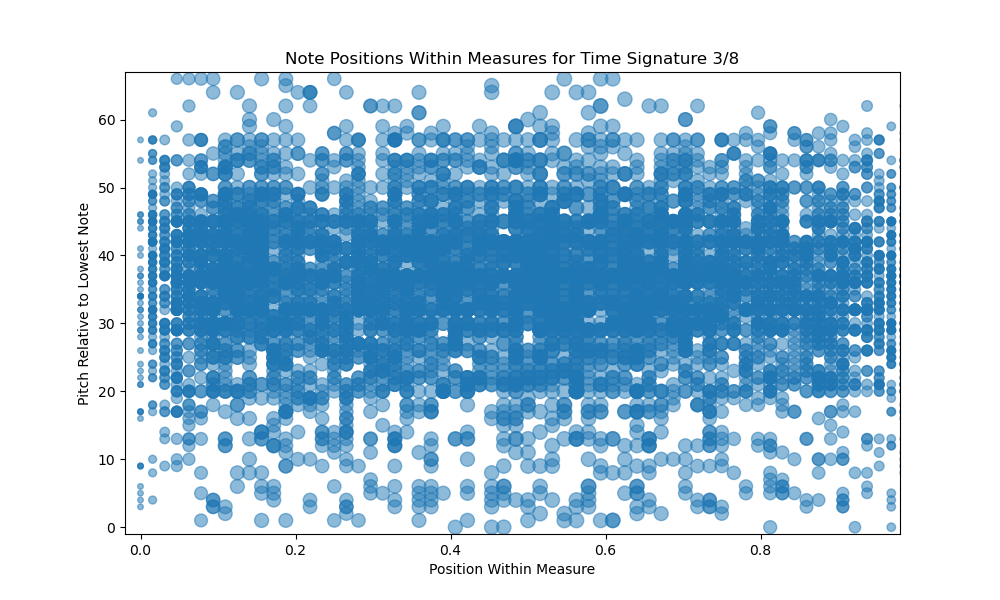 Note Positions Within Measures for Time Signature 3/8
Pitch Relative to Lowest Note
60
50
40
30
20
10
0
0.0 0.2 0.4 0.6 0.8
Position Within Measure